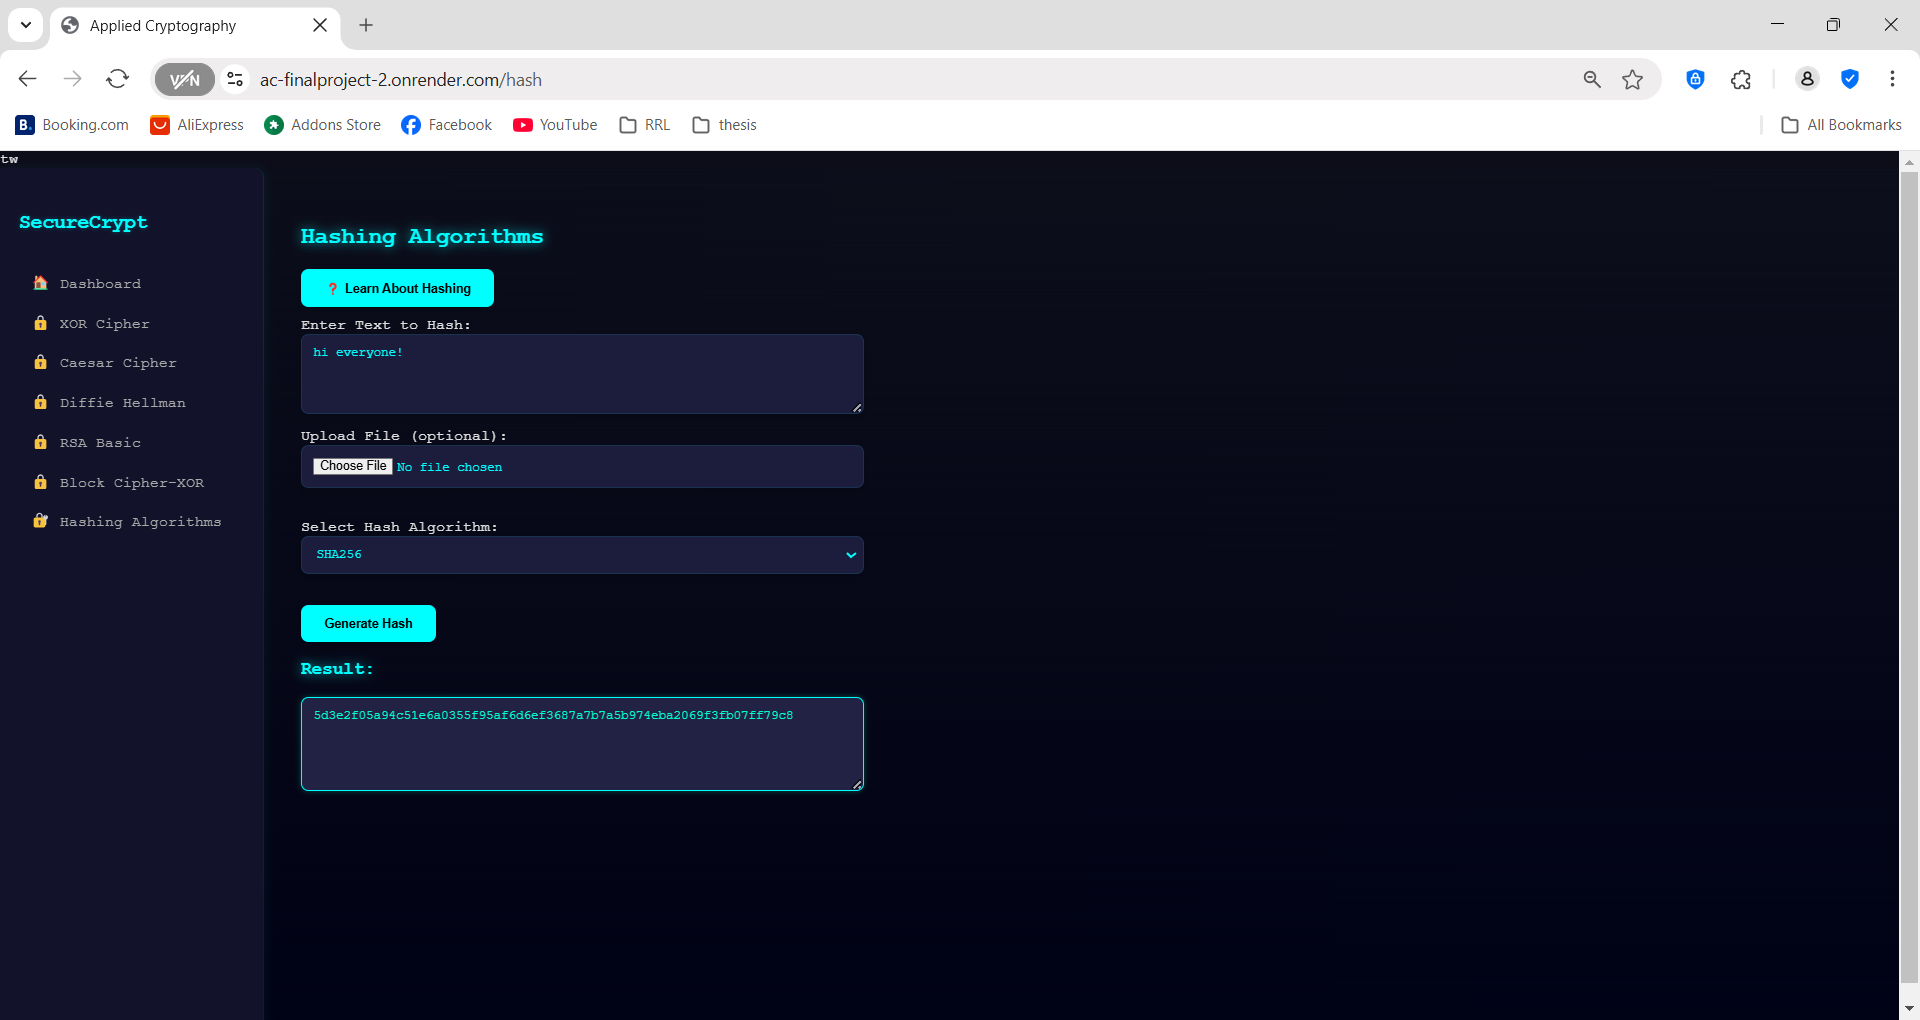 Applied Cryptography
VPN
ac-finalproject-2.onrender.com/hash
Booking.com
AliExpress
Addons Store
Facebook
YouTube
RRL
thesis
All Bookmarks
tw
SecureCrypt
Dashboard
XOR Cipher
Caesar Cipher
Diffie Hellman
RSA Basic
Block Cipher-XOR
Hashing Algorithms
Hashing Algorithms
❓ Learn About Hashing
Enter Text to Hash:
hi everyone!
Upload File (optional):
Choose File No file chosen
Select Hash Algorithm:
SHA256
Generate Hash
Result:
5d3e2f05a94c51e6a0355f95af6d6ef3687a7b7a5b974eba2069f3fb07ff79c8